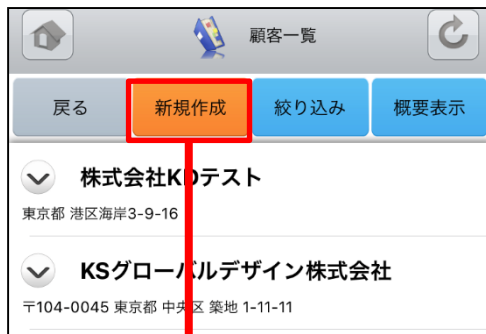 顧客一覧
戻る 新規作成 絞り込み 概要表示
株式会社KDテスト
東京都 港区海岸3-9-16
KSグローバルデザイン株式会社
〒104-0045 東京都 中央区 築地 1-11-11